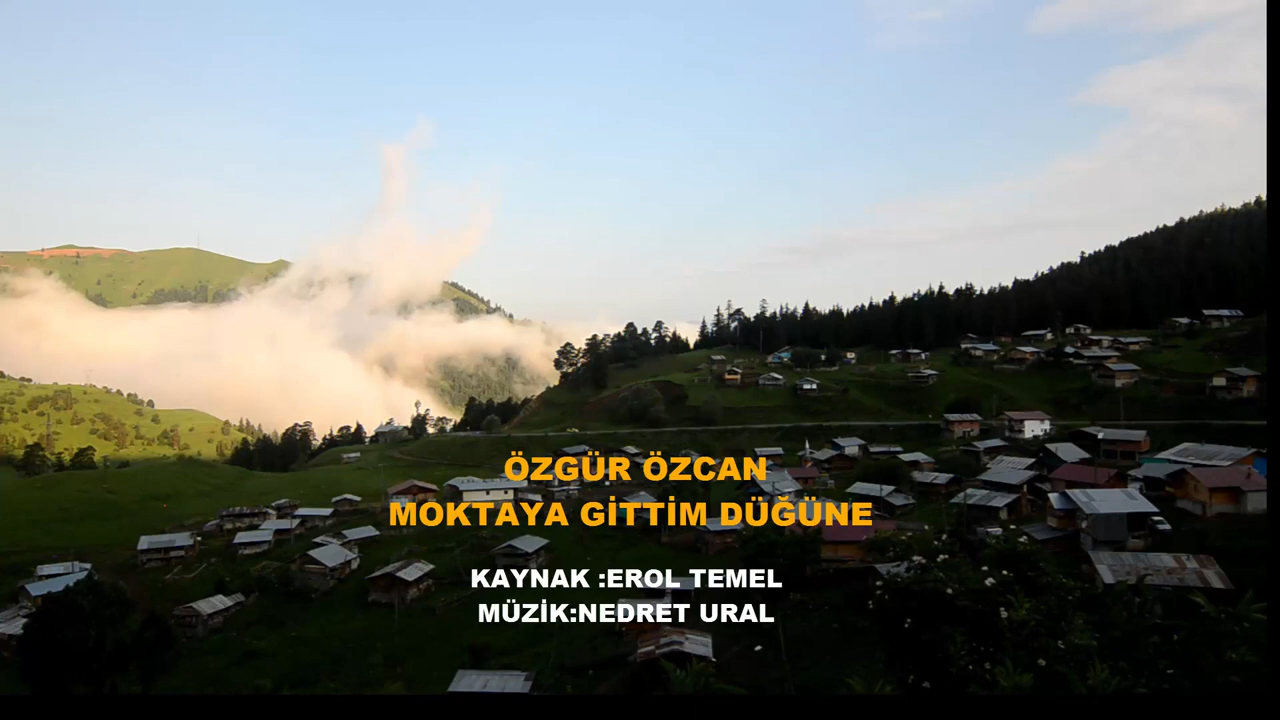 ÖZGÜR ÖZCAN
MOKTAYA GİTTİM DÜĞÜNE
KAYNAK :EROL TEMEL
MÜZİK:NEDRET URAL